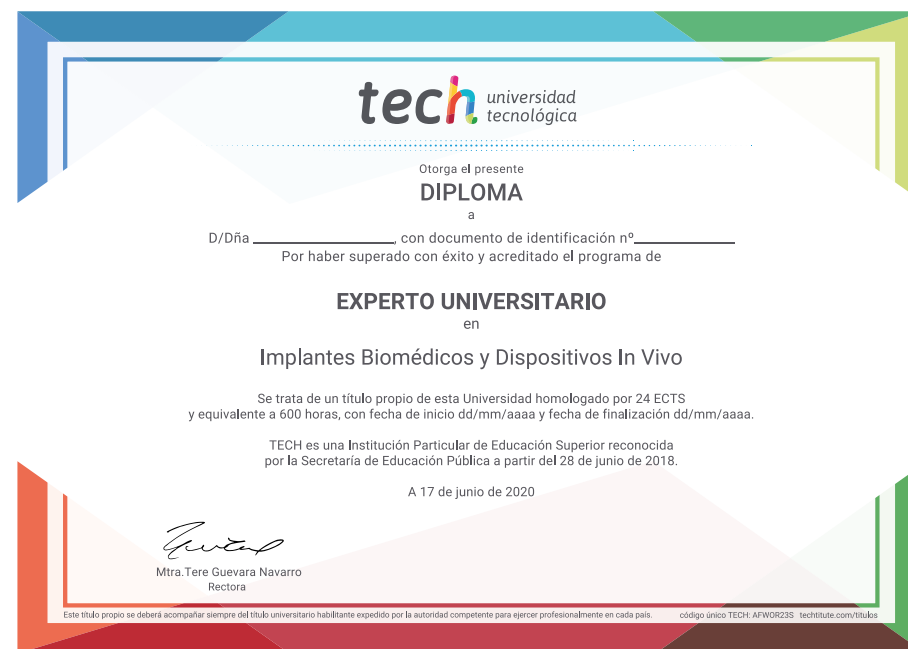 tech universidad
tecnológica
Otorga el presente
DIPLOMA
a
D/Dña , con documento de identificación nº
Por haber superado con éxito y acreditado el programa de
EXPERTO UNIVERSITARIO
en
Implantes Biomédicos y Dispositivos In Vivo
Se trata de un título propio de esta Universidad homologado por 24 ECTS
y equivalente a 600 horas, con fecha de inicio dd/mm/aaaa y fecha de finalización dd/mm/aaaa.
TECH es una Institución Particular de Educación Superior reconocida
por la Secretaría de Educación Pública a partir del 28 de junio de 2018.
A 17 de junio de 2020
Mtra.Tere Guevara Navarro
Rectora
Este título propio se deberá acompañar siempre del título universitario habilitante expedido por la autoridad competente para ejercer profesionalmente en cada país. código único TECH: AFWOR23S techtitute.com/titulos